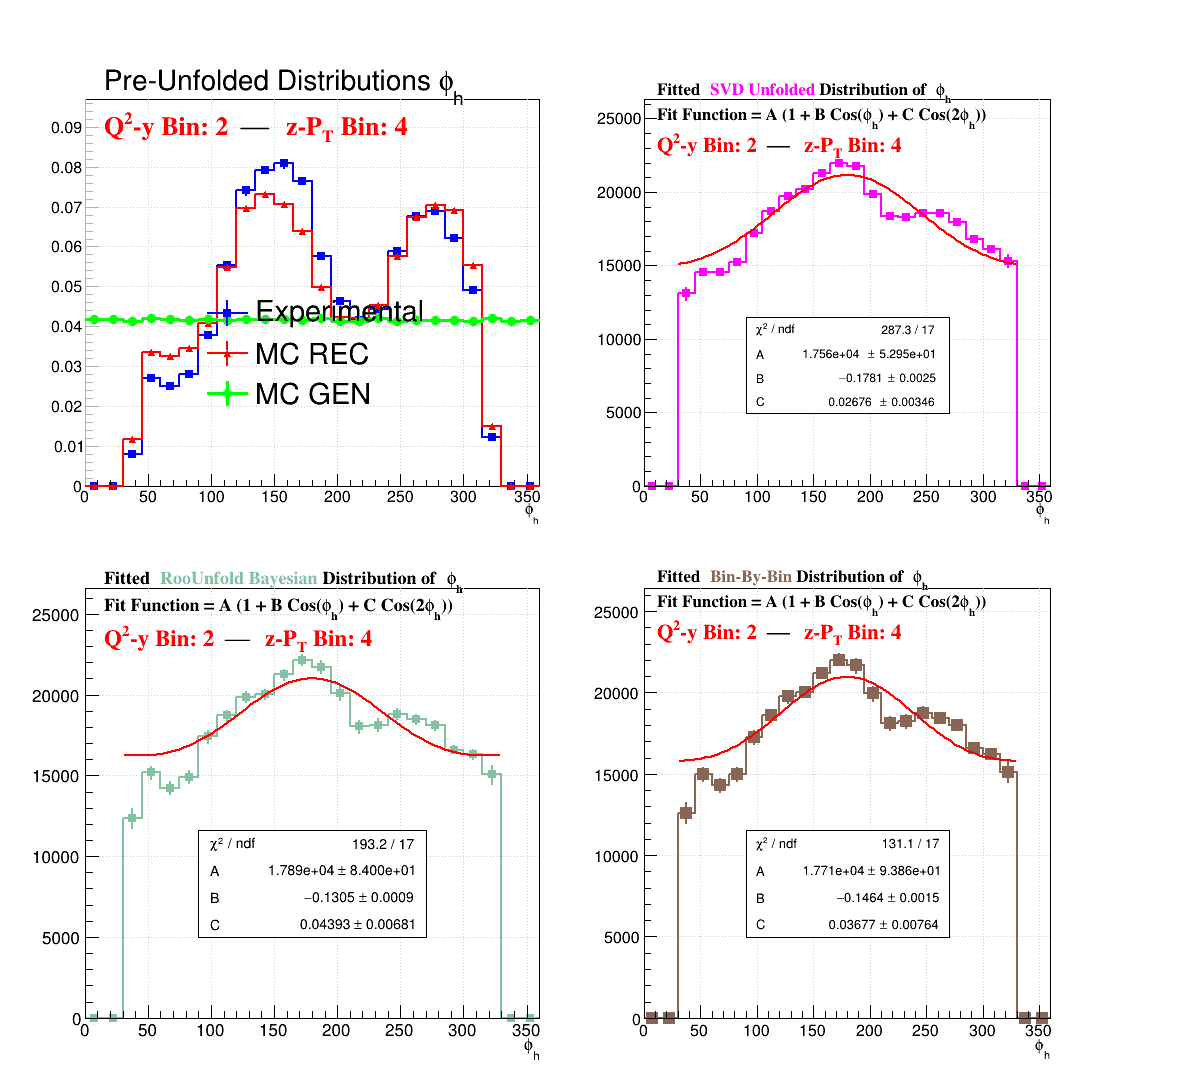 Pre-Unfolded Distributions ϕh
Q2-y Bin: 2 — z-PT Bin: 4
0.09
0.08
0.07
0.06
0.05
0.04
0.03
0.02
0.01
0
Experimental
MC REC
MC GEN
0 50 100 150 200 250 300 350
ϕh
Fitted SVD Unfolded Distribution of ϕh
Fit Function = A (1 + B Cos(ϕh) + C Cos(2ϕh))
Q2-y Bin: 2 — z-PT Bin: 4
25000
20000
15000
10000
5000
0
χ2 / ndf 287.3 / 17
A 1.756e+04 ± 5.295e+01
B −0.1781 ± 0.0025
C 0.02676 ± 0.00346
0 50 100 150 200 250 300 350
ϕh
Fitted RooUnfold Bayesian Distribution of ϕh
Fit Function = A (1 + B Cos(ϕh) + C Cos(2ϕh))
Q2-y Bin: 2 — z-PT Bin: 4
25000
20000
15000
10000
5000
0
χ2 / ndf 193.2 / 17
A 1.789e+04 ± 8.400e+01
B −0.1305 ± 0.0009
C 0.04393 ± 0.00681
0 50 100 150 200 250 300 350
ϕh
Fitted Bin-By-Bin Distribution of ϕh
Fit Function = A (1 + B Cos(ϕh) + C Cos(2ϕh))
Q2-y Bin: 2 — z-PT Bin: 4
25000
20000
15000
10000
5000
0
χ2 / ndf 131.1 / 17
A 1.771e+04 ± 9.386e+01
B −0.1464 ± 0.0015
C 0.03677 ± 0.00764
0 50 100 150 200 250 300 350
ϕh